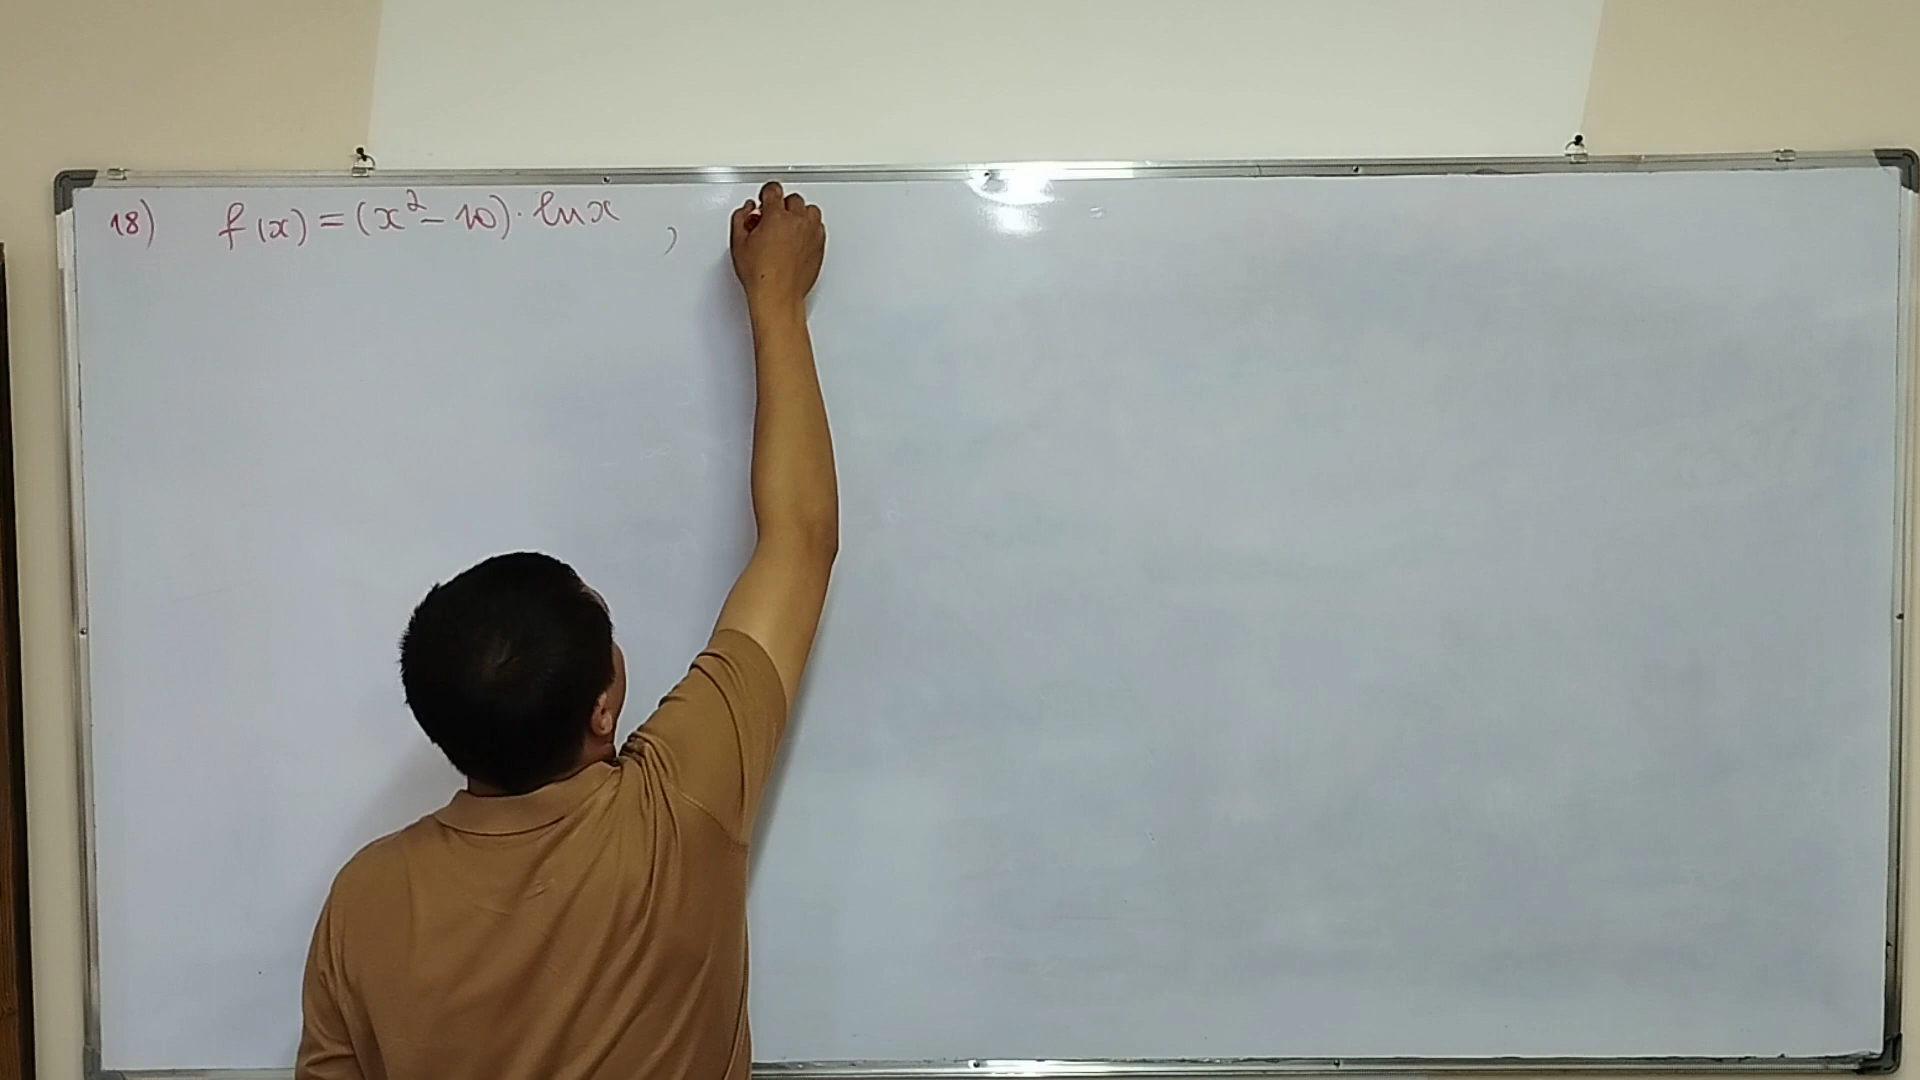 18) f(x) = (x² - 10) · ln x ,